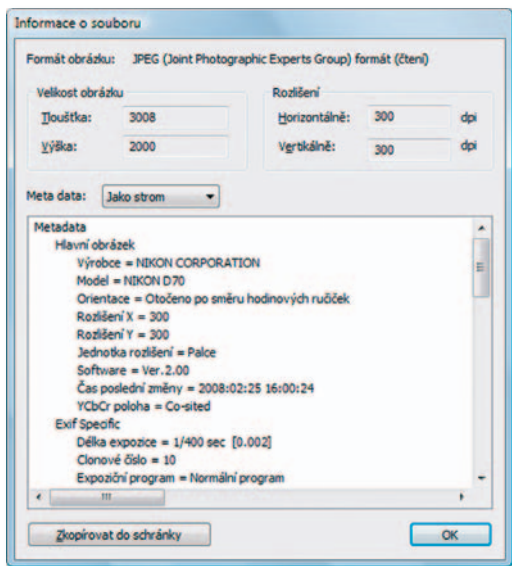 Informace o souboru
Formát obrázku: JPEG (Joint Photographic Experts Group) formát (čtení)
Velikost obrázku
Tloušťka: 3008
Výška: 2000
Rozlišení
Horizontálně: 300 dpi
Vertikálně: 300 dpi
Meta data: Jako strom
Metadata
Hlavní obrázek
Výrobce = NIKON CORPORATION
Model = NIKON D70
Orientace = Otočeno po směru hodinových ručiček
Rozlišení X = 300
Rozlišení Y = 300
Jednotka rozlišení = Palce
Software = Ver.2.00
Čas poslední změny = 2008:02:25 16:00:24
YCbCr poloha = Co-sited
Exif Specific
Délka expozice = 1/400 sec [0.002]
Clonové číslo = 10
Expoziční program = Normální program
Zkopírovat do schránky
OK